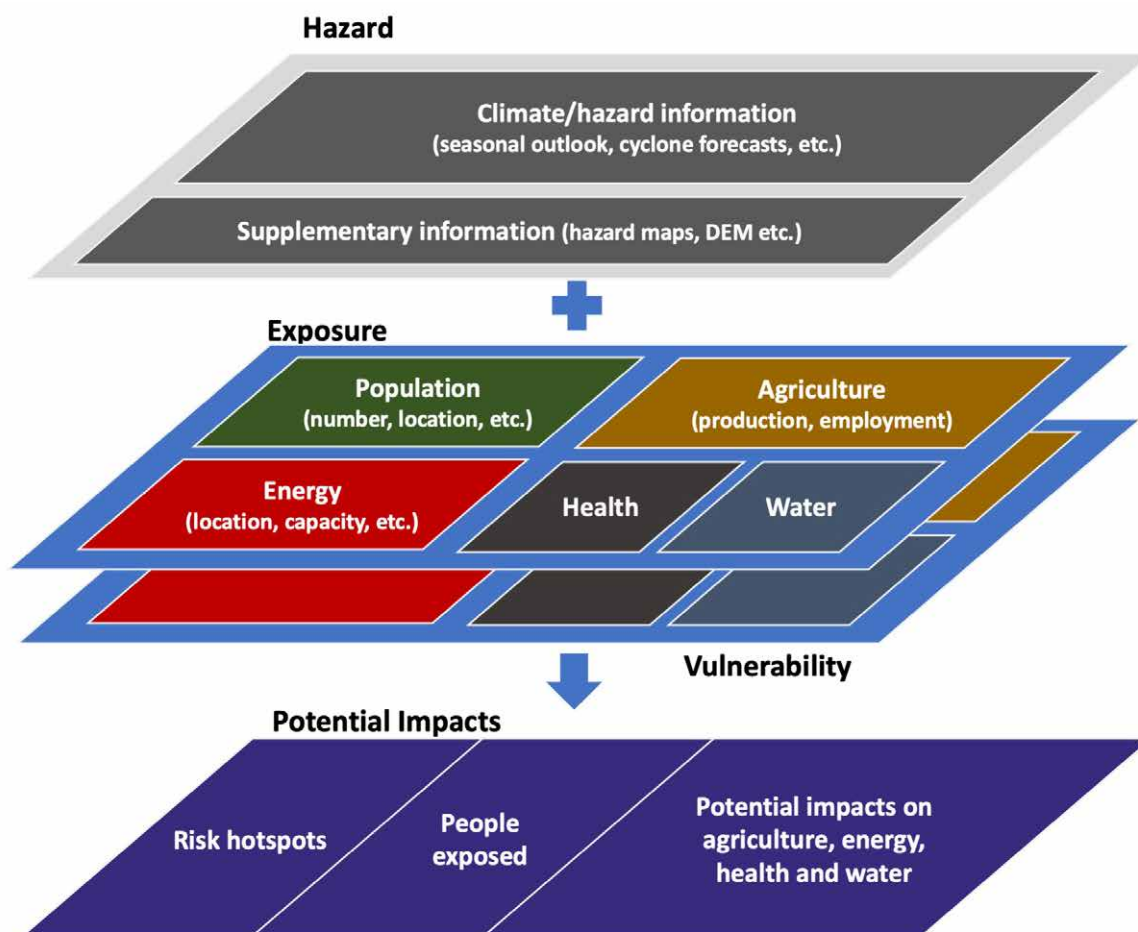 Hazard
Climate/hazard information
(seasonal outlook, cyclone forecasts, etc.)
Supplementary information (hazard maps, DEM etc.)
Exposure
Population
(number, location, etc.)
Agriculture
(production, employment)
Energy
(location, capacity, etc.)
Health
Water
Vulnerability
Potential Impacts
Risk hotspots
People
exposed
Potential impacts on
agriculture, energy,
health and water